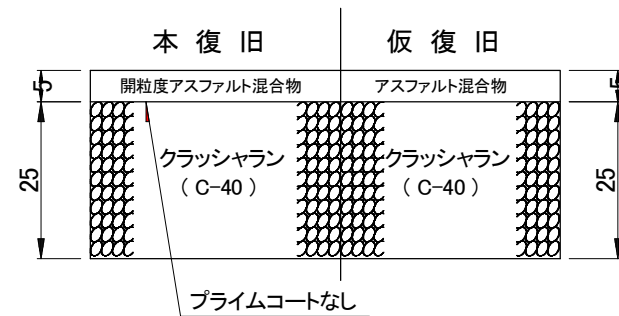 本復旧 仮復旧
5 開粒度アスファルト混合物 アスファルト混合物 5
25 クラッシャラン クラッシャラン 25
（C-40） （C-40）
プライムコートなし